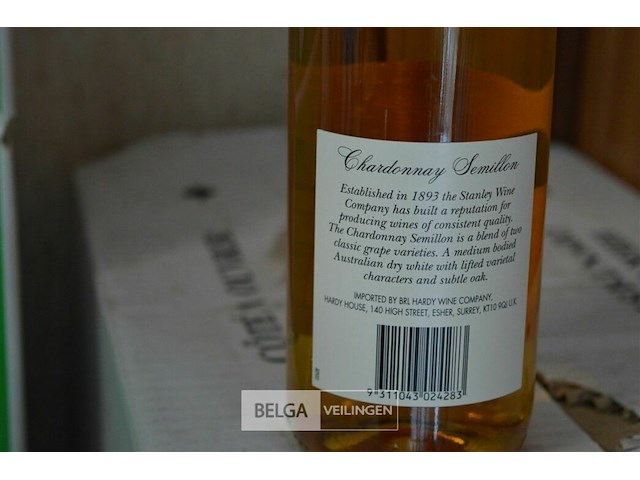 Chardonnay Semillon
Established in 1893 the Stanley Wine
Company has built a reputation for
producing wines of consistent quality.
The Chardonnay Semillon is a blend of two
classic grape varieties. A medium bodied
Australian dry white with lifted varietal
characters and subtle oak.
IMPORTED BY BRL HARDY WINE COMPANY,
HARDY HOUSE, 140 HIGH STREET, ESHER, SURREY, KT10 9QJ U.K.
9 311043 024283
BELGA VEILINGEN